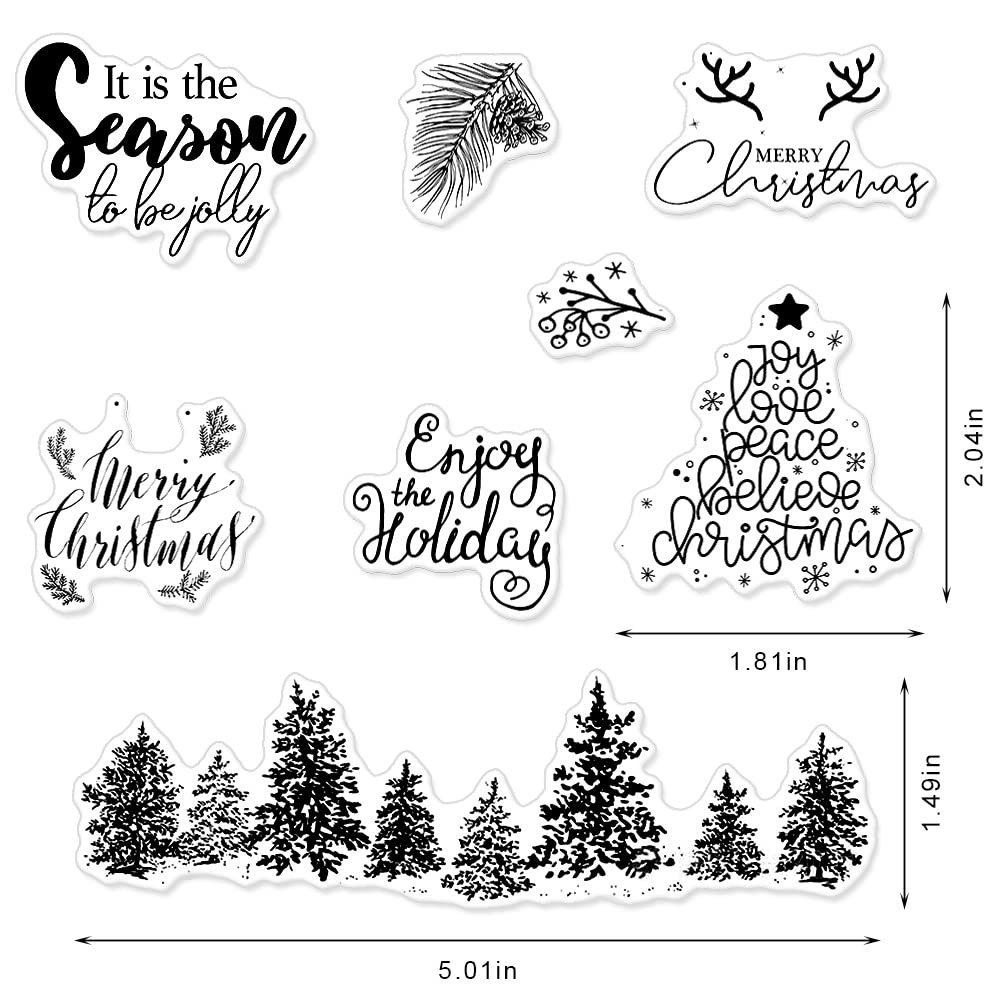 It is the
Season
to be jolly
MERRY
Christmas
Merry
Christmas
Enjoy
the
Holiday
joy
love
peace
believe
christmas
2.04in
1.81in
1.49in
5.01in